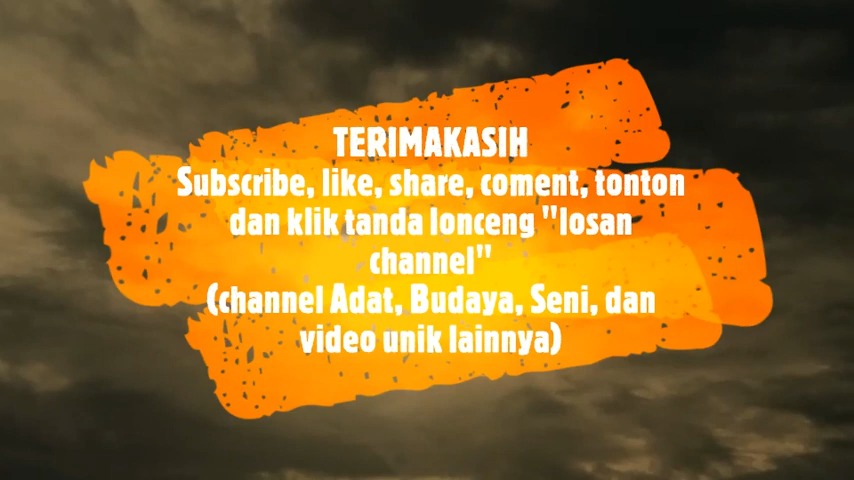 TERIMAKASIH
Subscribe, like, share, coment, tonton
dan klik tanda lonceng "losan
channel"
(channel Adat, Budaya, Seni, dan
video unik lainnya)